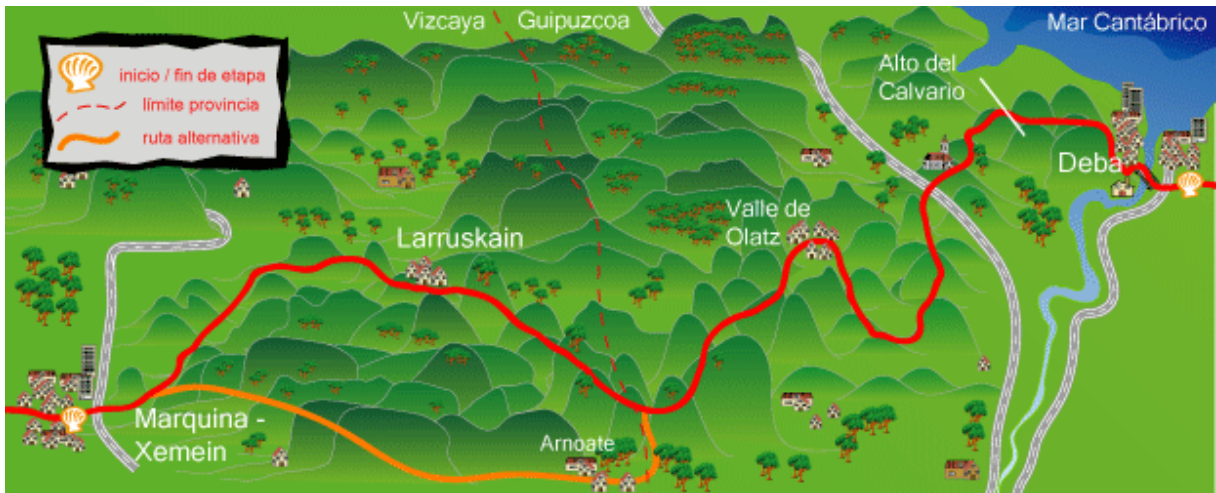 Vizcaya
Guipuzcoa
Mar Cantábrico
inicio / fin de etapa
límite provincia
ruta alternativa
Alto del
Calvario
Deba
Valle de
Olatz
Larruskain
Marquina -
Xemein
Arnoate